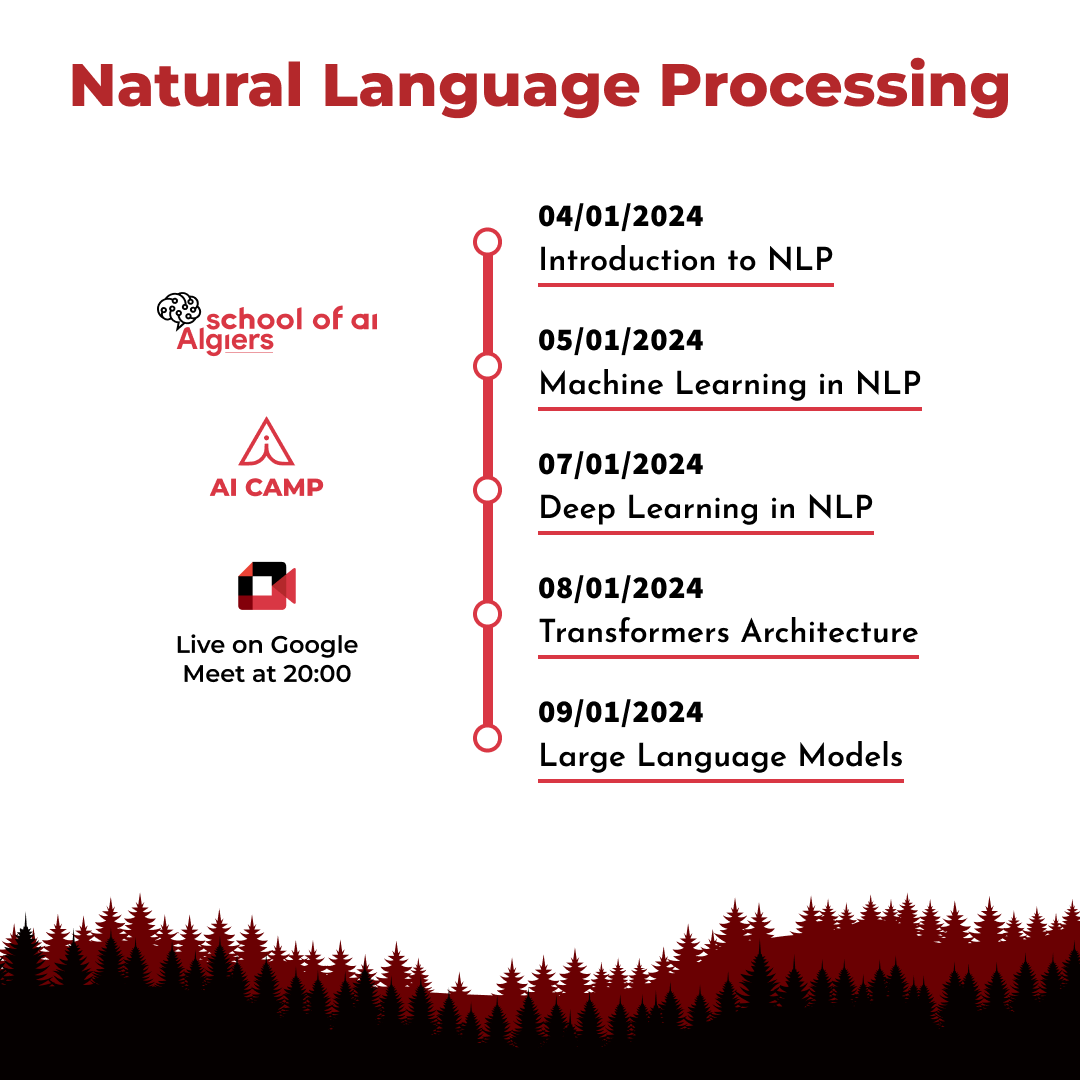 Natural Language Processing
school of ai
Algiers
AI CAMP
Live on Google
Meet at 20:00
04/01/2024
Introduction to NLP
05/01/2024
Machine Learning in NLP
07/01/2024
Deep Learning in NLP
08/01/2024
Transformers Architecture
09/01/2024
Large Language Models